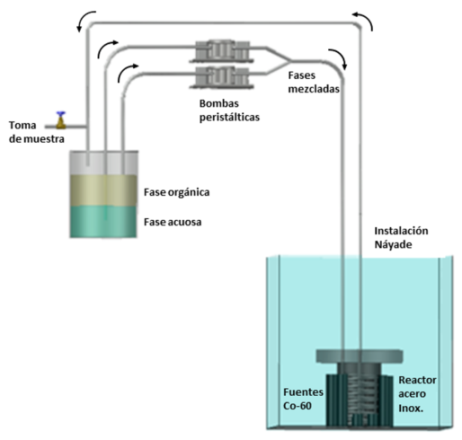 Toma
de muestra
Bombas
peristálticas
Fases
mezcladas
Fase orgánica
Fase acuosa
Instalación
Náyade
Fuentes
Co-60
Reactor
acero
Inox.